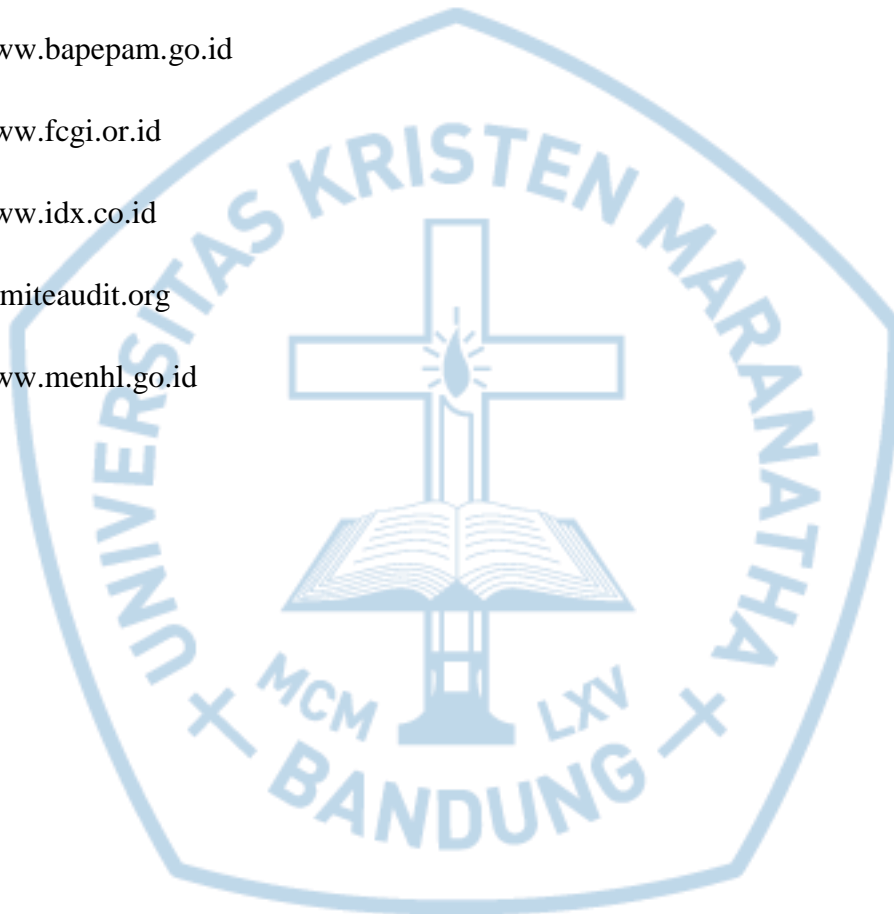 ww.bapepam.go.id
ww.fcgi.or.id
ww.idx.co.id
miteaudit.org
ww.menhl.go.id
UNIVERSITAS KRISTEN MARANATHA
MCM LXV
BANDUNG